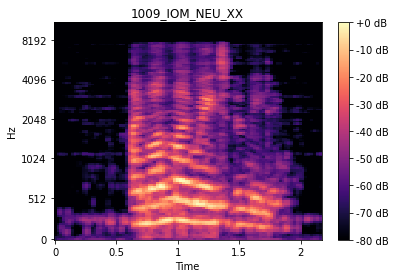 1009_IOM_NEU_XX
+0 dB
8192
-10 dB
4096
-20 dB
-30 dB
2048
Hz
-40 dB
1024
-50 dB
512
-60 dB
-70 dB
0
-80 dB
0 0.5 1 1.5 2
Time